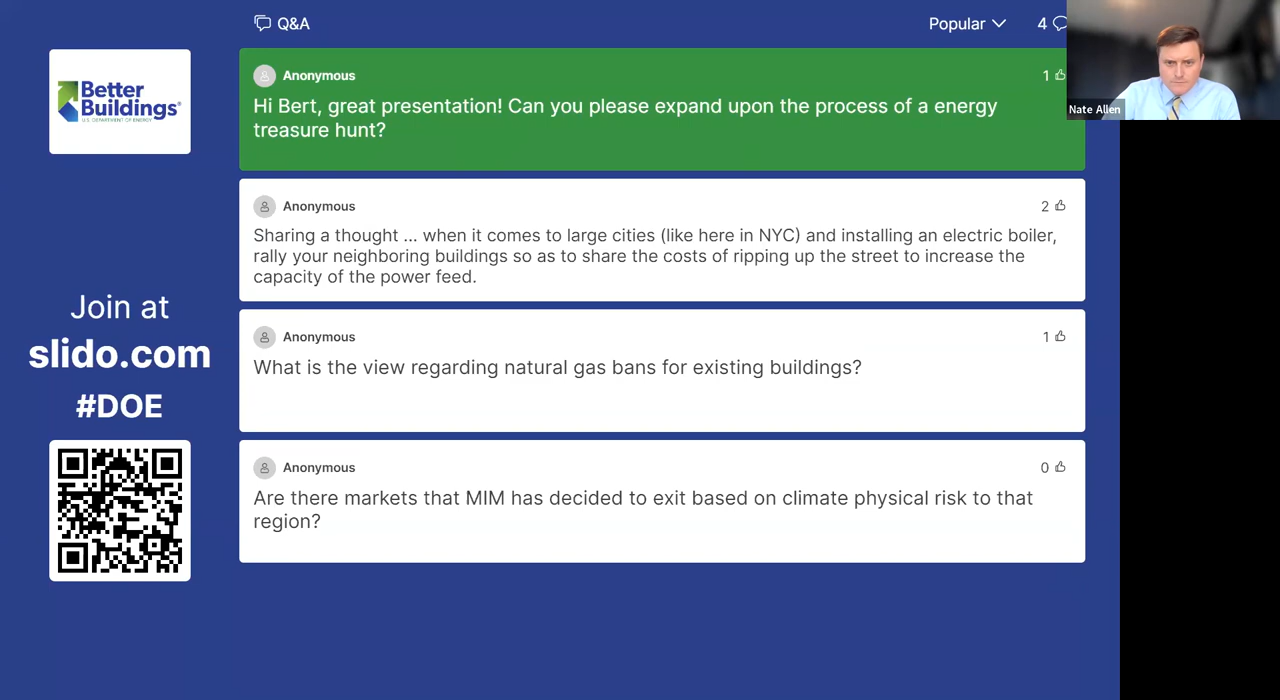 Q&A
Popular
4
Better
Buildings®
U.S. DEPARTMENT OF ENERGY
Anonymous
1
Hi Bert, great presentation! Can you please expand upon the process of a energy
treasure hunt?
Nate Allen
Anonymous
2
Sharing a thought ... when it comes to large cities (like here in NYC) and installing an electric boiler,
rally your neighboring buildings so as to share the costs of ripping up the street to increase the
capacity of the power feed.
Join at
slido.com
#DOE
Anonymous
1
What is the view regarding natural gas bans for existing buildings?
Anonymous
0
Are there markets that MIM has decided to exit based on climate physical risk to that
region?